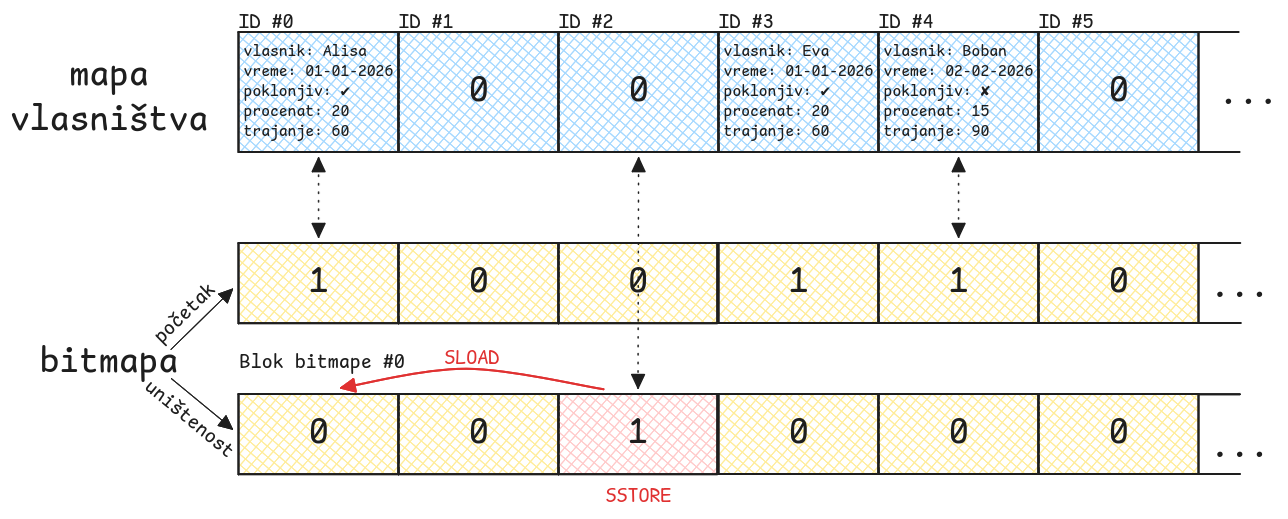 ID #0 ID #1 ID #2 ID #3 ID #4 ID #5
mapa
vlasništva
vlasnik: Alisa
vreme: 01-01-2026
poklonjiv: ✔
procenat: 20
trajanje: 60
0
0
vlasnik: Eva
vreme: 01-01-2026
poklonjiv: ✔
procenat: 20
trajanje: 60
vlasnik: Boban
vreme: 02-02-2026
poklonjiv: ✘
procenat: 15
trajanje: 90
0
...
početak
1 0 0 1 1 0 ...
bitmapa
Blok bitmape #0
SLOAD
uništenost
0 0 1 0 0 0 ...
SSTORE